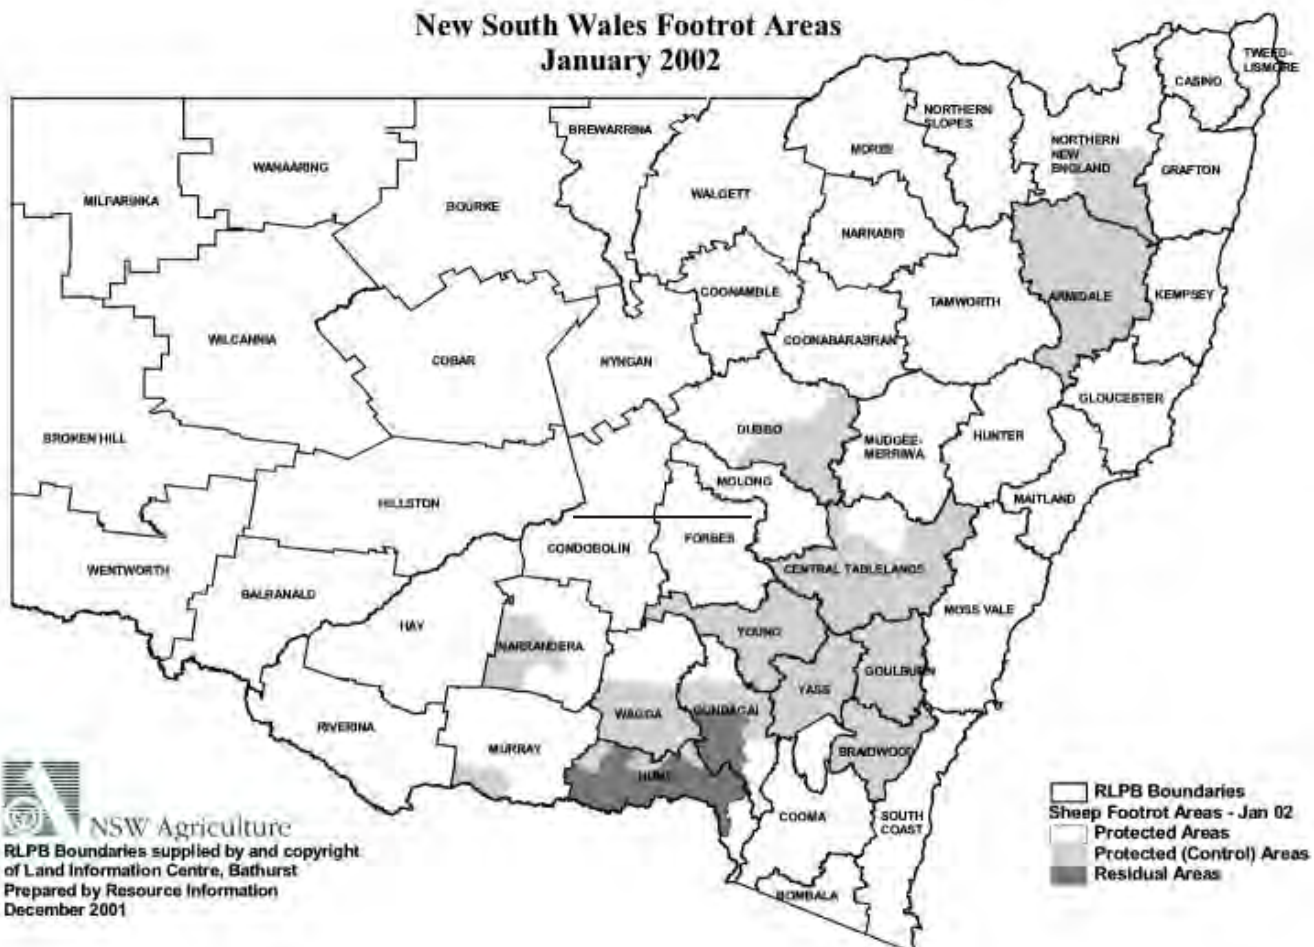 New South Wales Footrot Areas
January 2002
TWEED-
LISMORE
CASINO
NORTHERN
SLOPES
BREWARRINA
NORTHERN
NEW
ENGLAND
MOREE
WANAARING
GRAFTON
WALGETT
MILPARINKA
BOURKE
NARRABRI
COONAMBLE
ARMIDALE
KEMPSEY
TAMWORTH
WILCANNIA
COONABARABRAN
COBAR
NYNGAN
GLOUCESTER
DUBBO
HUNTER
BROKEN HILL
MUDGEE-
MERRIWA
MOLONG
HILLSTON
MAITLAND
FORBES
CONDOBOLIN
WENTWORTH
CENTRAL TABLELANDS
BALRANALD
MOSS VALE
HAY
YOUNG
NARRANDERA
GOULBURN
YASS
GUNDAGAI
WAGGA
RIVERINA
MURRAY
BRAIDWOOD
HUME
COOMA
SOUTH
COAST
BOMBALA
RLPB Boundaries
Sheep Footrot Areas - Jan 02
Protected Areas
Protected (Control) Areas
Residual Areas
NSW Agriculture
RLPB Boundaries supplied by and copyright
of Land Information Centre, Bathurst
Prepared by Resource Information
December 2001